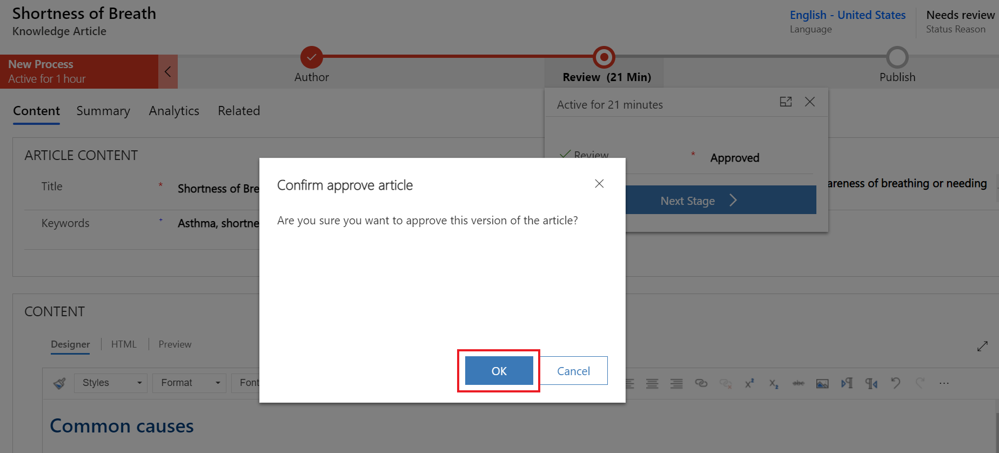 Shortness of Breath
Knowledge Article
English - United States
Language
Needs review
Status Reason
New Process
Active for 1 hour
Author
Review (21 Min)
Publish
Content Summary Analytics Related
Active for 21 minutes
ARTICLE CONTENT
Review * Approved
Title * Shortness of Bre
areness of breathing or needing
Next Stage
Keywords + Asthma, shortne
Confirm approve article
Are you sure you want to approve this version of the article?
OK Cancel
CONTENT
Designer HTML Preview
Styles Format Font
Common causes